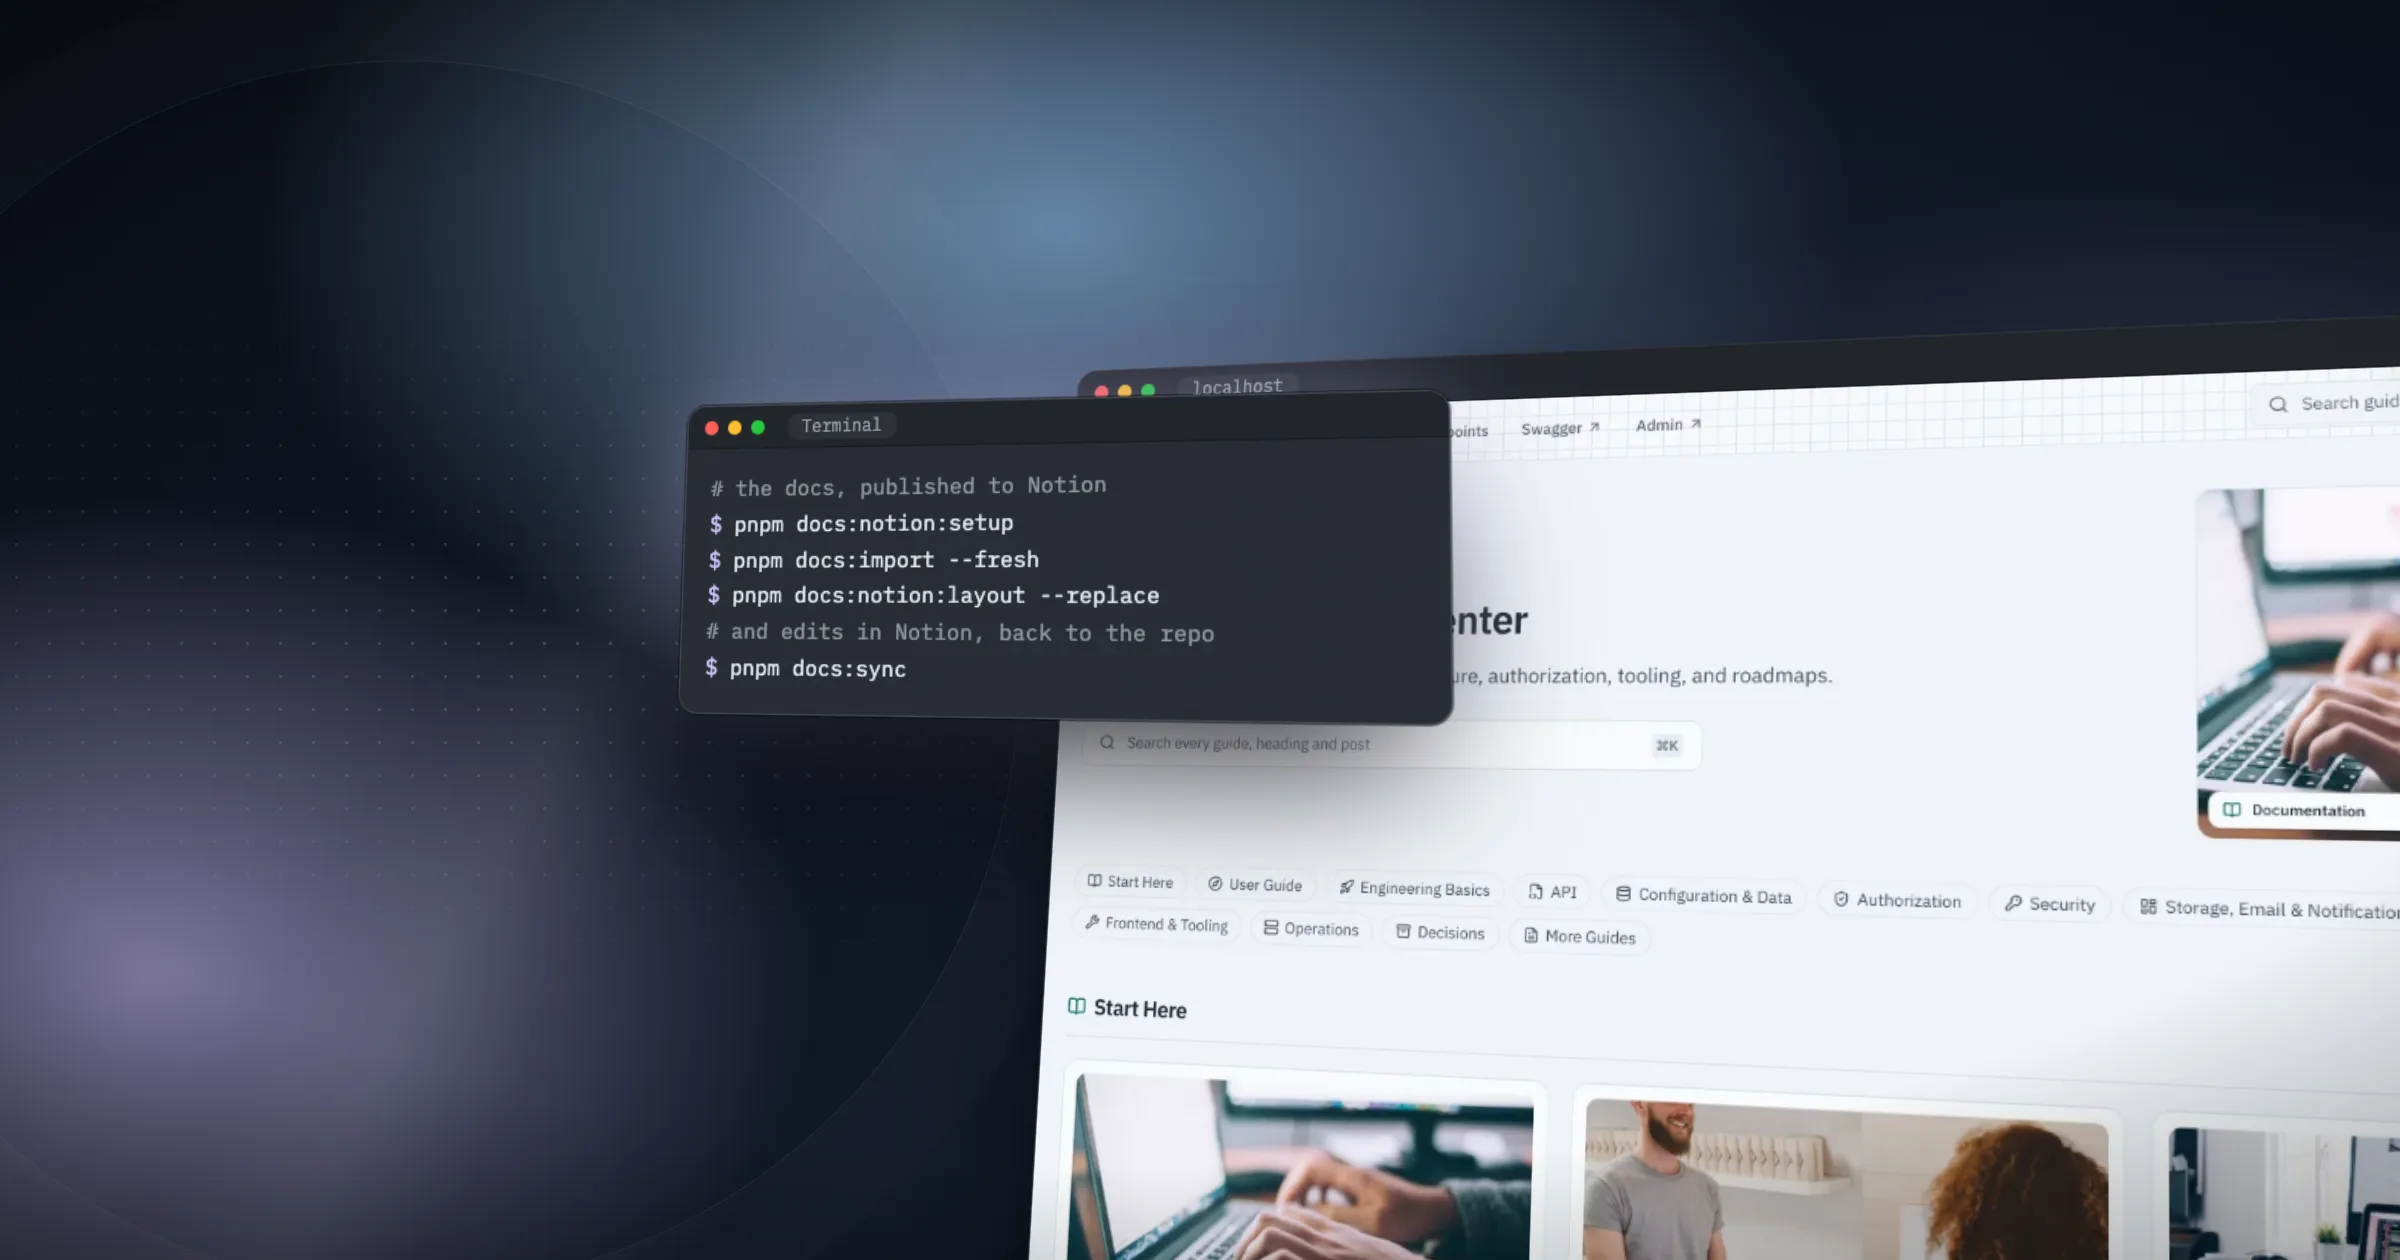 localhost
Terminal
# the docs, published to Notion
$ pnpm docs:notion:setup
$ pnpm docs:import --fresh
$ pnpm docs:notion:layout --replace
# and edits in Notion, back to the repo
$ pnpm docs:sync
Swagger Admin
Search
authorization, tooling, and roadmaps.
Search every guide, heading and post ⌘K
Documentation
Start Here User Guide Engineering Basics API Configuration & Data Authorization Security Storage, Email &
Frontend & Tooling Operations Decisions More Guides
Start Here